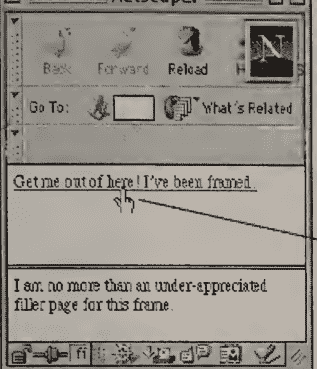 Netscape:
Back Forward Reload
N
Go To: What's Related
Get me out of here! I've been framed.
I am no more than an under-appreciated
filler page for this frame.